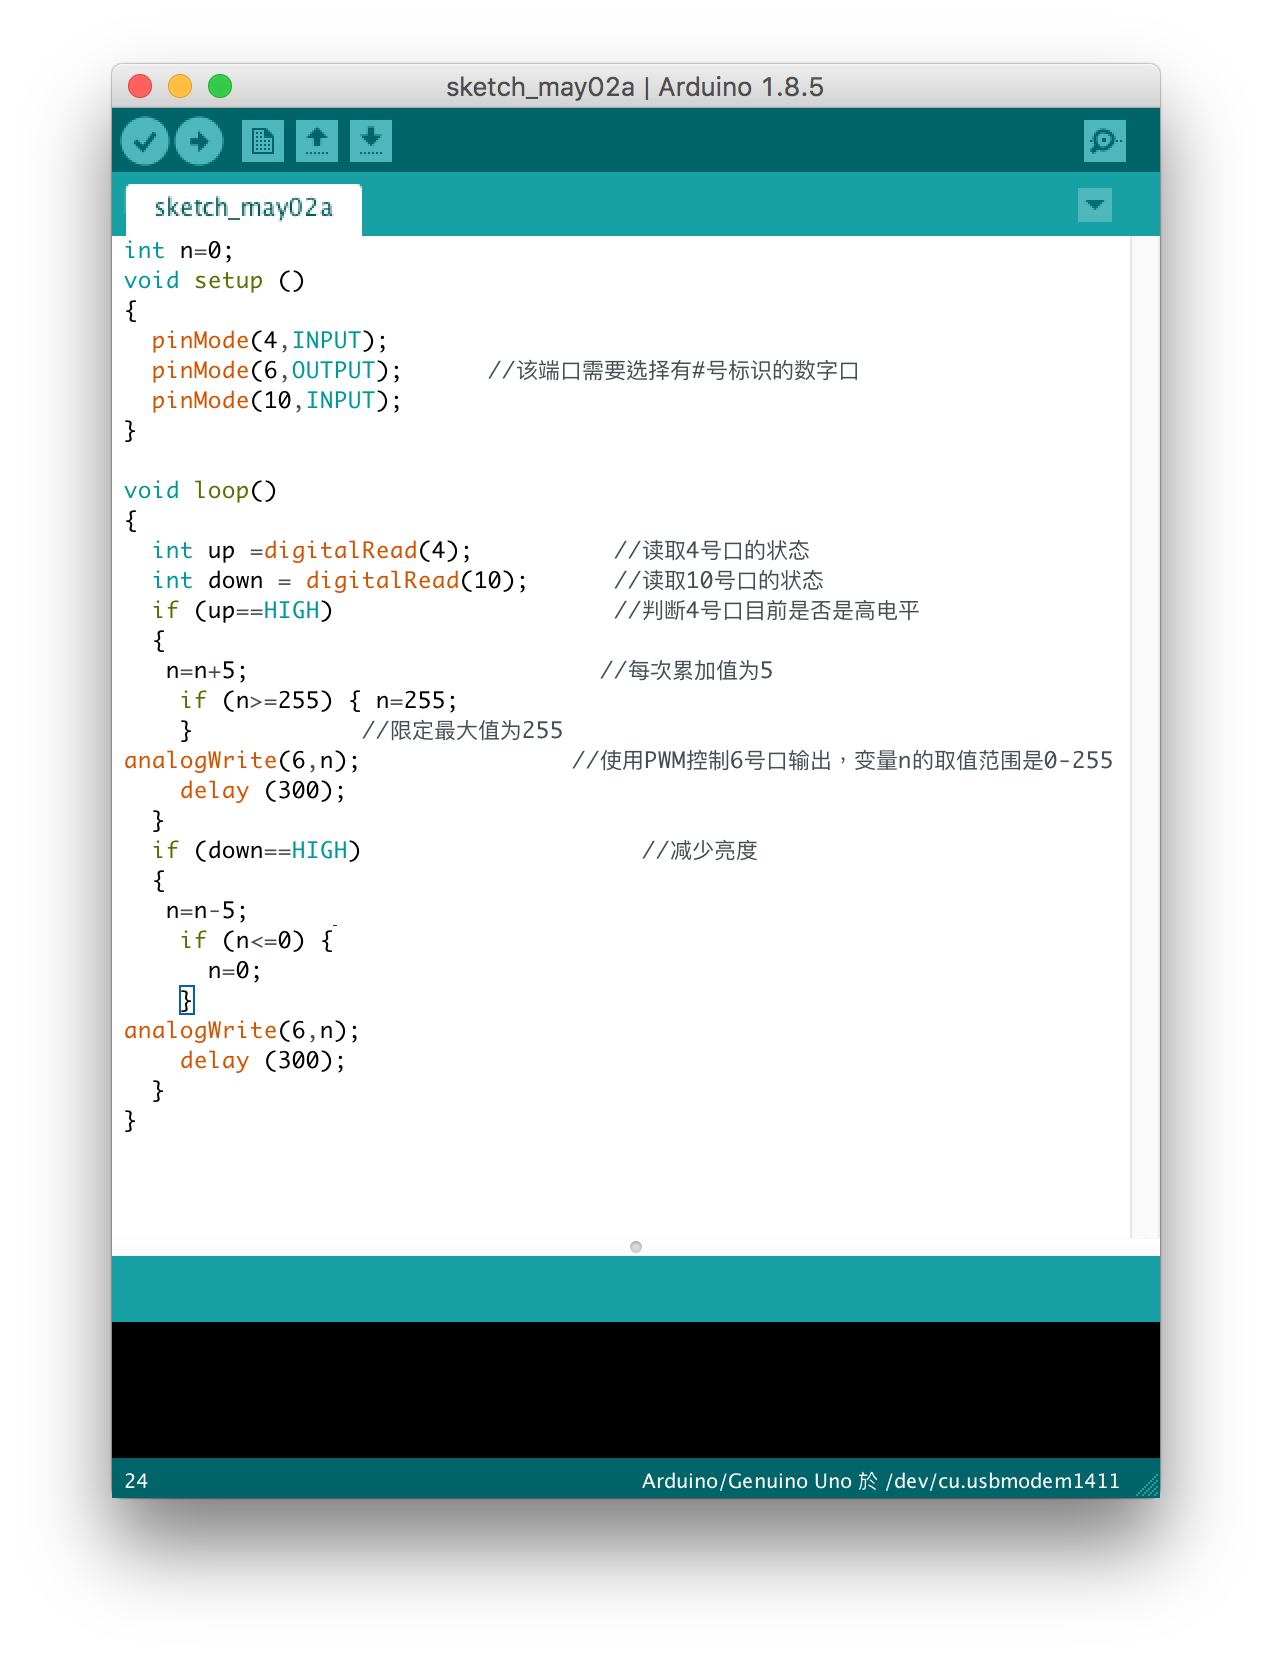 sketch_may02a | Arduino 1.8.5
sketch_may02a
int n=0;
void setup ()
{
  pinMode(4,INPUT);
  pinMode(6,OUTPUT);      //该端口需要选择有#号标识的数字口
  pinMode(10,INPUT);
}
void loop()
{
  int up =digitalRead(4);          //读取4号口的状态
  int down = digitalRead(10);      //读取10号口的状态
  if (up==HIGH)                    //判断4号口目前是否是高电平
  {
   n=n+5;                         //每次累加值为5
    if (n>=255) { n=255;
    }            //限定最大值为255
analogWrite(6,n);               //使用PWM控制6号口输出，变量n的取值范围是0-255
    delay (300);
  }
  if (down==HIGH)                    //减少亮度
  {
   n=n-5;
    if (n<=0) {
      n=0;
    }
analogWrite(6,n);
    delay (300);
  }
}
24
Arduino/Genuino Uno 於 /dev/cu.usbmodem1411